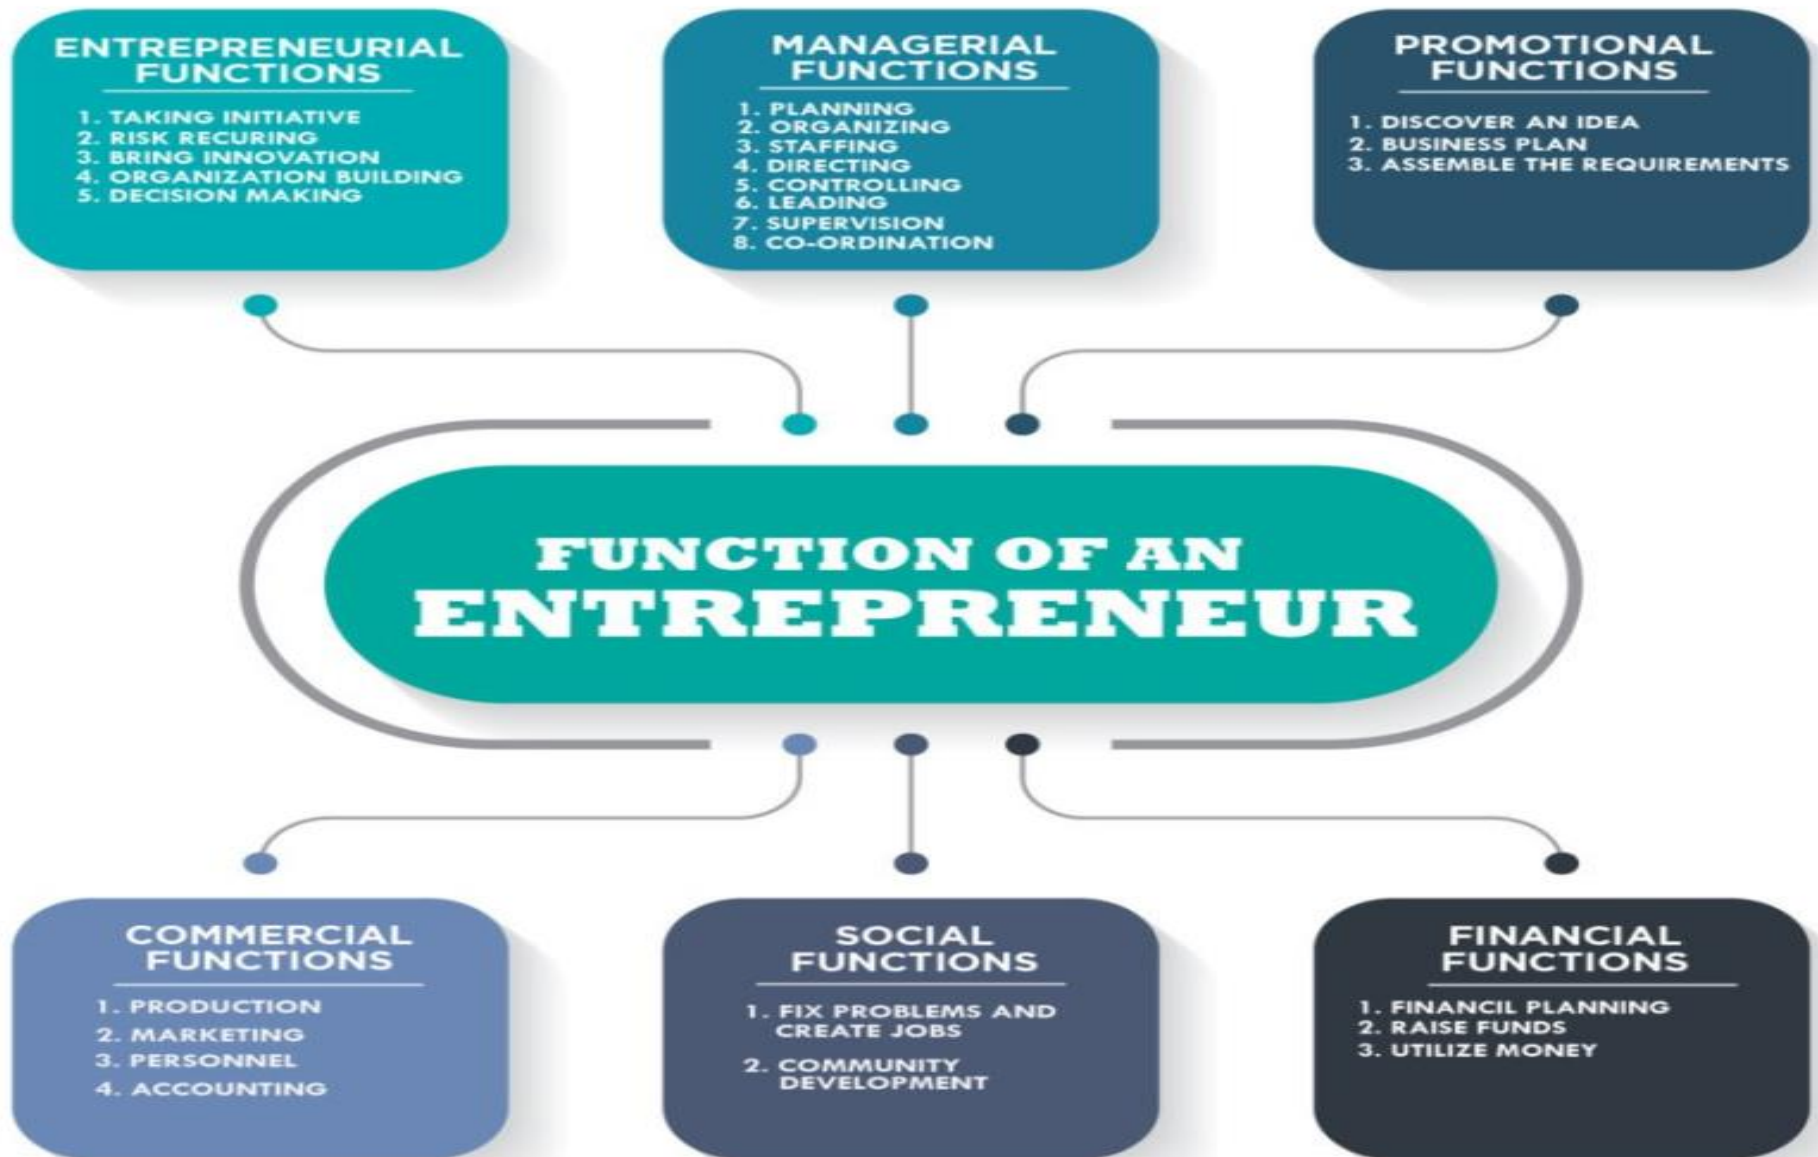 ENTREPRENEURIAL
FUNCTIONS
1. TAKING INITIATIVE
2. RISK RECURING
3. BRING INNOVATION
4. ORGANIZATION BUILDING
5. DECISION MAKING
MANAGERIAL
FUNCTIONS
1. PLANNING
2. ORGANIZING
3. STAFFING
4. DIRECTING
5. CONTROLLING
6. LEADING
7. SUPERVISION
8. CO-ORDINATION
PROMOTIONAL
FUNCTIONS
1. DISCOVER AN IDEA
2. BUSINESS PLAN
3. ASSEMBLE THE REQUIREMENTS
FUNCTION OF AN
ENTREPRENEUR
COMMERCIAL
FUNCTIONS
1. PRODUCTION
2. MARKETING
3. PERSONNEL
4. ACCOUNTING
SOCIAL
FUNCTIONS
1. FIX PROBLEMS AND
CREATE JOBS
2. COMMUNITY
DEVELOPMENT
FINANCIAL
FUNCTIONS
1. FINANCIL PLANNING
2. RAISE FUNDS
3. UTILIZE MONEY